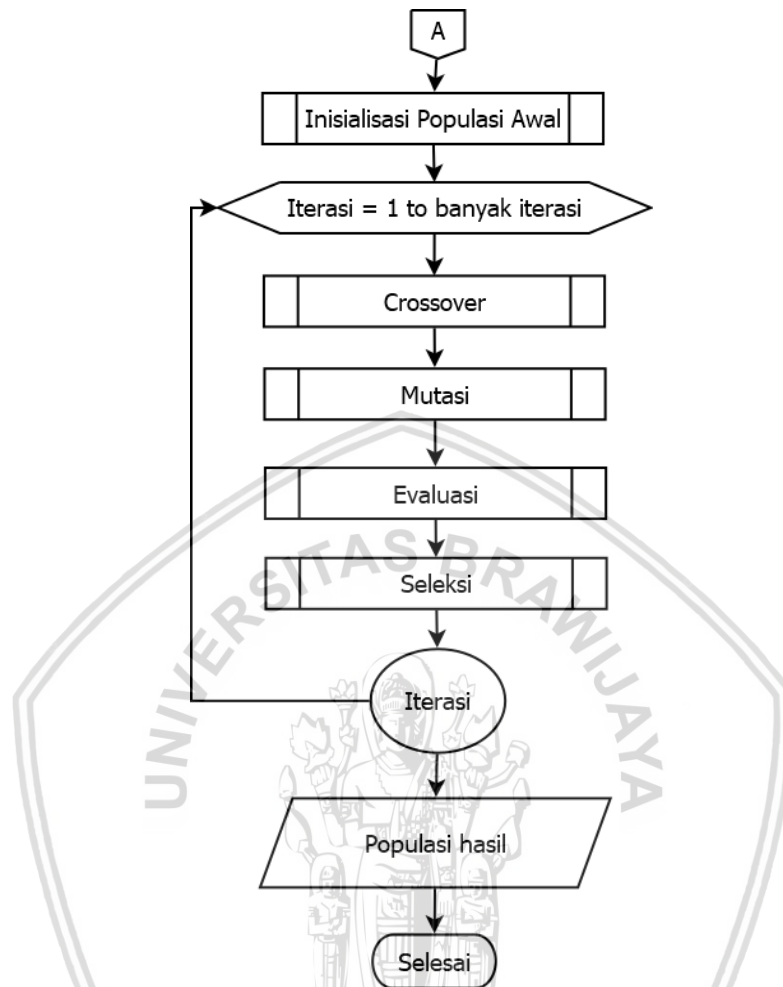 A
Inisialisasi Populasi Awal
Iterasi = 1 to banyak iterasi
Crossover
Mutasi
Evaluasi
Seleksi
Iterasi
Populasi hasil
Selesai
UNIVERSITAS BRAWIJAYA